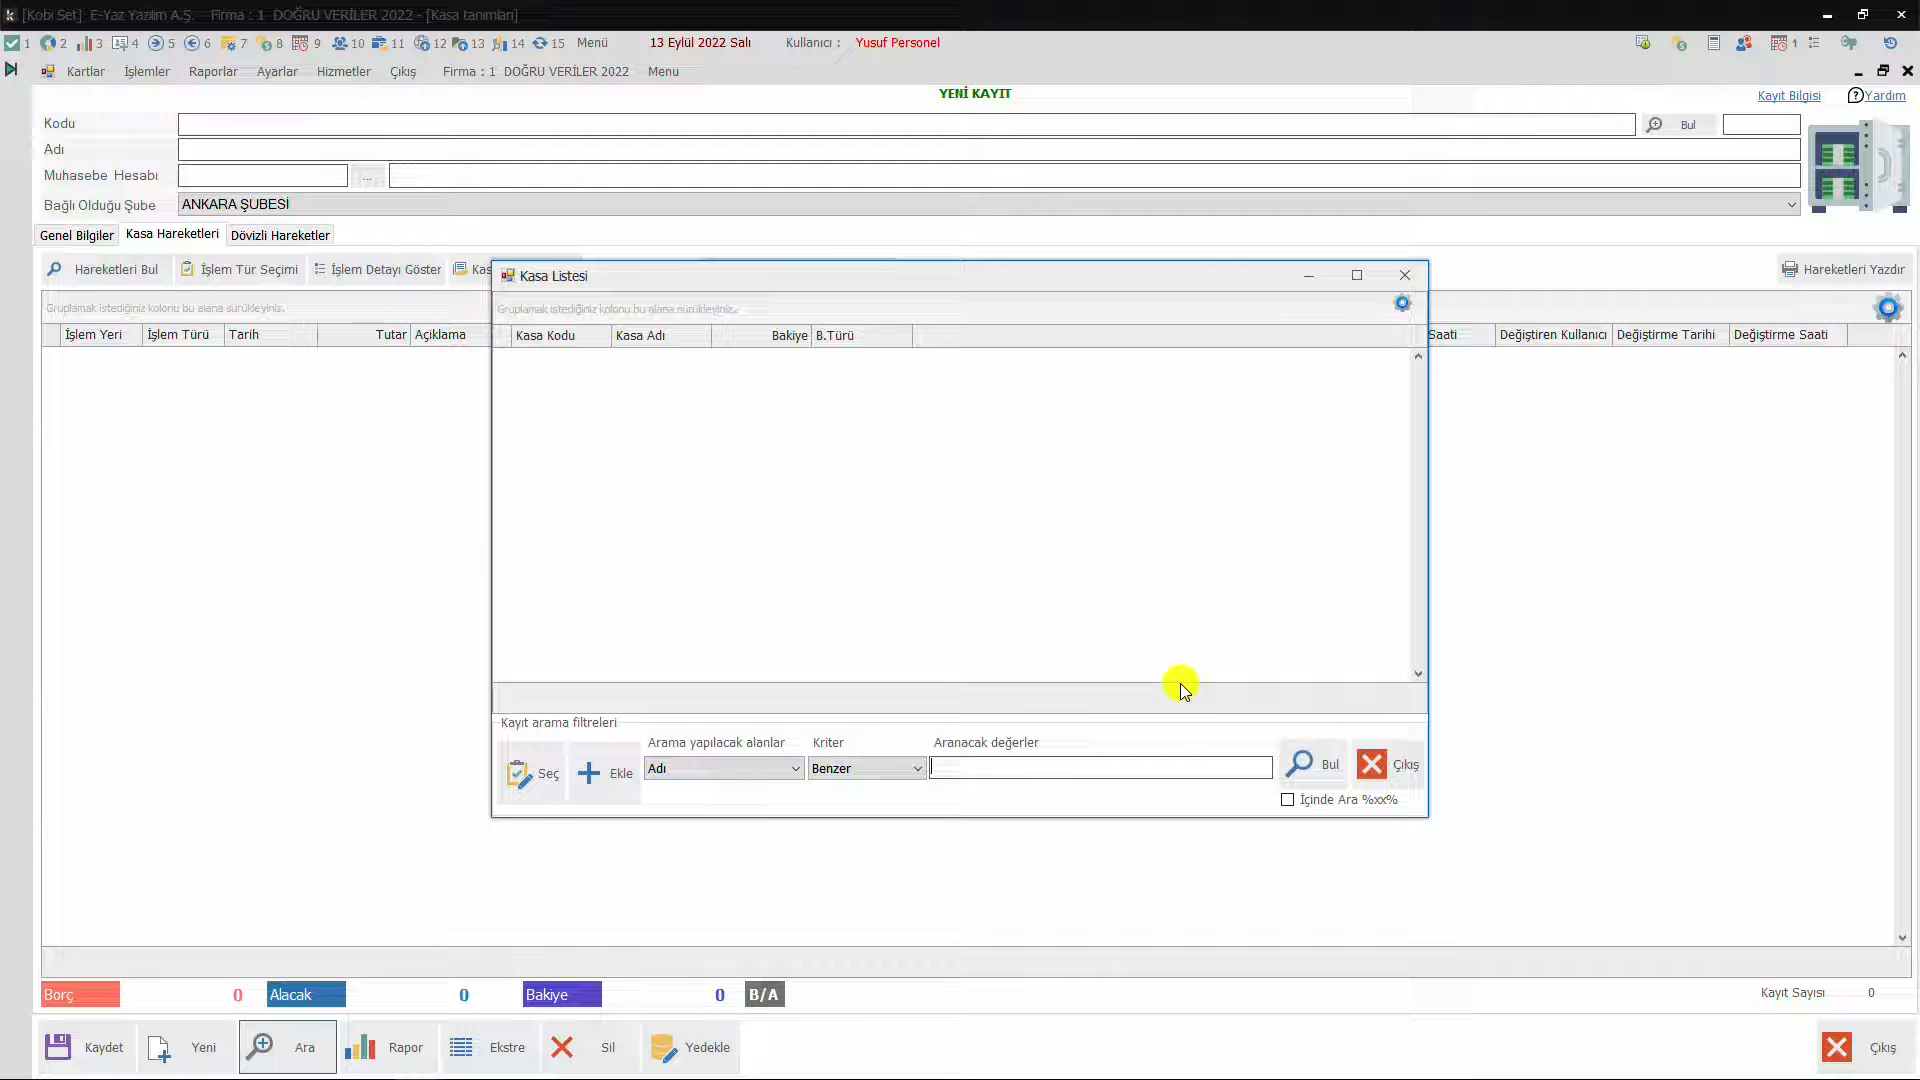 [Kobi Set] E-Yaz Yazılım A.Ş. Firma : 1 DOĞRU VERİLER 2022 - [Kasa tanımları]
1 2 3 4 5 6 7 8 9 10 11 12 13 14 15 Menü 13 Eylül 2022 Salı Kullanıcı : Yusuf Personel 1
Kartlar İşlemler Raporlar Ayarlar Hizmetler Çıkış Firma : 1 DOĞRU VERİLER 2022 Menu
YENİ KAYIT Kayıt Bilgisi Yardım
Kodu Bul
Adı
Muhasebe Hesabı ...
Bağlı Olduğu Şube ANKARA ŞUBESİ
Genel Bilgiler Kasa Hareketleri Dövizli Hareketler
Hareketleri Bul İşlem Tür Seçimi İşlem Detayı Göster Kas Hareketleri Yazdır
Gruplamak istediğiniz kolonu bu alana sürükleyiniz.
İşlem Yeri İşlem Türü Tarih Tutar Açıklama Saati Değiştiren Kullanıcı Değiştirme Tarihi Değiştirme Saati
Kasa Listesi
Gruplamak istediğiniz kolonu bu alana sürükleyiniz.
Kasa Kodu Kasa Adı Bakiye B.Türü
Kayıt arama filtreleri
Arama yapılacak alanlar Kriter Aranacak değerler
Seç Ekle Adı Benzer Bul Çıkış
İçinde Ara %xx%
Borç 0 Alacak 0 Bakiye 0 B/A Kayıt Sayısı 0
Kaydet Yeni Ara Rapor Ekstre Sil Yedekle Çıkış